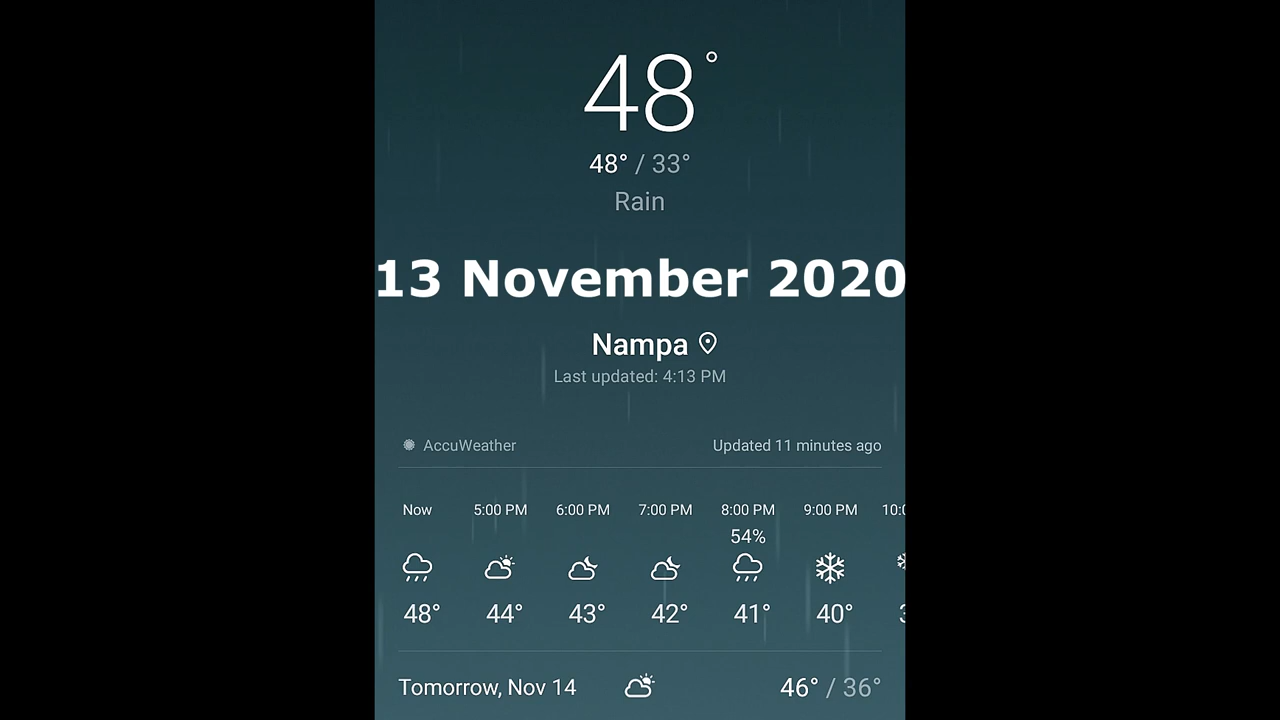 48°
48° / 33°
Rain
13 November 2020
Nampa
Last updated: 4:13 PM
AccuWeather Updated 11 minutes ago
Now 5:00 PM 6:00 PM 7:00 PM 8:00 PM 9:00 PM
54%
48° 44° 43° 42° 41° 40°
Tomorrow, Nov 14 46° / 36°